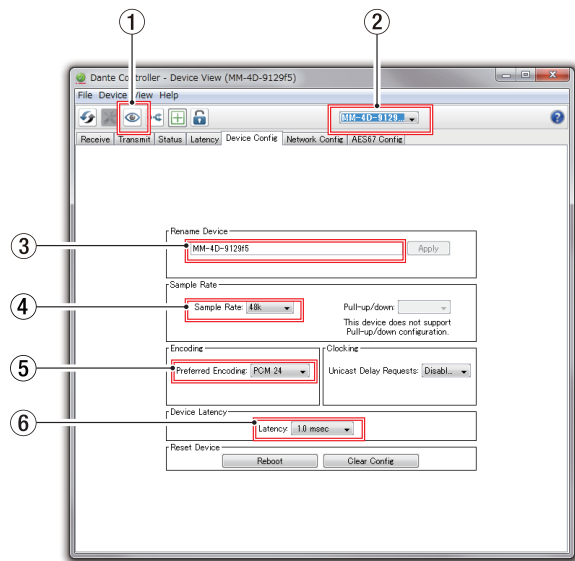 1
2
Dante Controller - Device View (MM-4D-9129f5)
File Device View Help
MM-4D-9129...
?
Receive Transmit Status Latency Device Config Network Config AES67 Config
3
Rename Device
MM-4D-9129f5
Apply
4
Sample Rate
Sample Rate: 48k
Pull-up/down:
This device does not support
Pull-up/down configuration.
5
Encoding
Preferred Encoding: PCM 24
Clocking
Unicast Delay Requests: Disabl...
6
Device Latency
Latency: 1.0 msec
Reset Device
Reboot
Clear Config